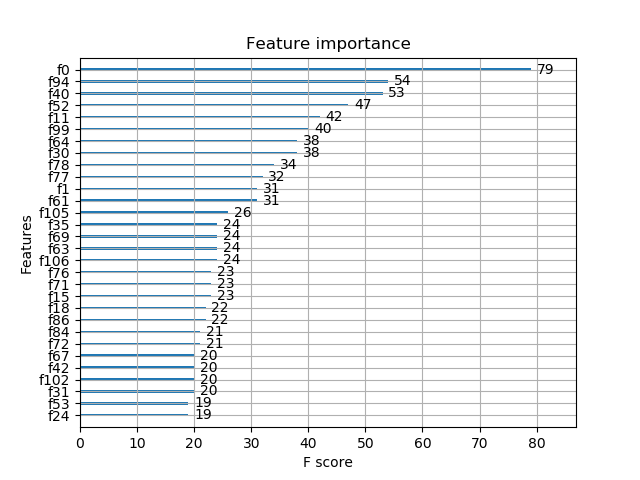 Feature importance
f0 79
f94 54
f40 53
f52 47
f11 42
f99 40
f64 38
f30 38
f78 34
f77 32
f1 31
f61 31
f105 26
f35 24
f69 24
f63 24
f106 24
f76 23
f71 23
f15 23
f18 22
f86 22
f84 21
f72 21
f67 20
f42 20
f102 20
f31 20
f53 19
f24 19
Features
0 10 20 30 40 50 60 70 80
F score